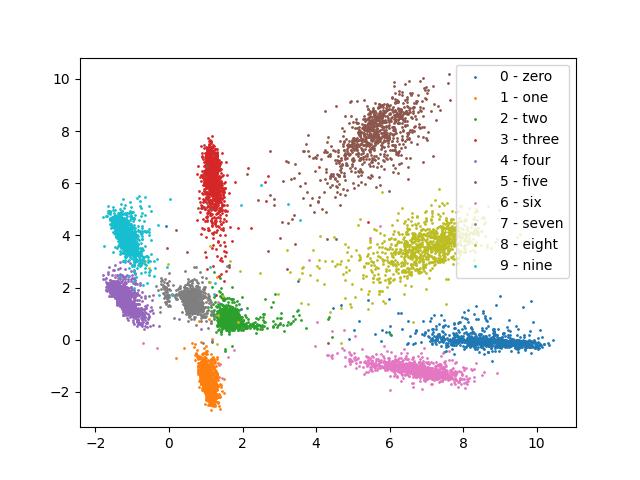 10
8
6
4
2
0
−2
−2
0
2
4
6
8
10
0 - zero
1 - one
2 - two
3 - three
4 - four
5 - five
6 - six
7 - seven
8 - eight
9 - nine